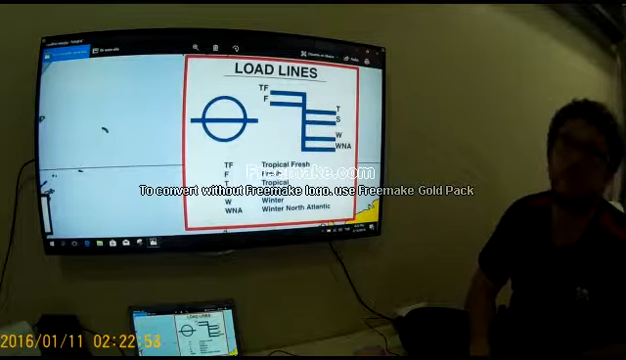 LOAD LINES
TF
F
T
S
W
WNA
TF Tropical Fresh
F Fresh
T Tropical
W Winter
WNA Winter North Atlantic
Freemake.com
To convert without Freemake logo, use Freemake Gold Pack
LOAD LINES
2016/01/11 02:22:53